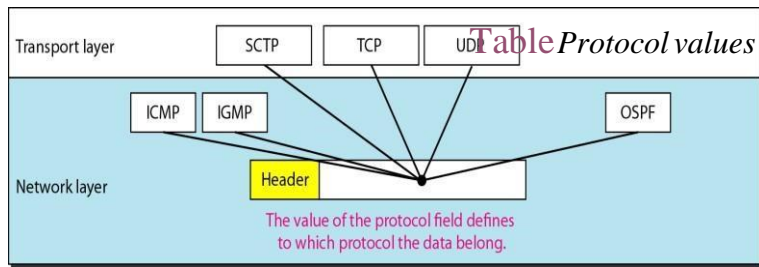 Transport layer
SCTP
TCP
UDP
Table Protocol values
ICMP
IGMP
OSPF
Network layer
Header
The value of the protocol field defines
to which protocol the data belong.